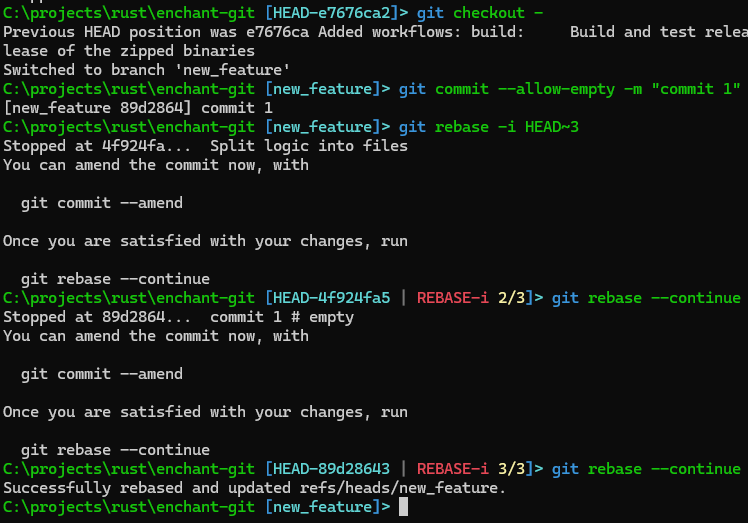 C:\projects\rust\enchant-git [HEAD-e7676ca2]> git checkout -
Previous HEAD position was e7676ca Added workflows: build:     Build and test relea
lease of the zipped binaries
Switched to branch 'new_feature'
C:\projects\rust\enchant-git [new_feature]> git commit --allow-empty -m "commit 1"
[new_feature 89d2864] commit 1
C:\projects\rust\enchant-git [new_feature]> git rebase -i HEAD~3
Stopped at 4f924fa...  Split logic into files
You can amend the commit now, with

  git commit --amend

Once you are satisfied with your changes, run

  git rebase --continue
C:\projects\rust\enchant-git [HEAD-4f924fa5 | REBASE-i 2/3]> git rebase --continue
Stopped at 89d2864...  commit 1 # empty
You can amend the commit now, with

  git commit --amend

Once you are satisfied with your changes, run

  git rebase --continue
C:\projects\rust\enchant-git [HEAD-89d28643 | REBASE-i 3/3]> git rebase --continue
Successfully rebased and updated refs/heads/new_feature.
C:\projects\rust\enchant-git [new_feature]>